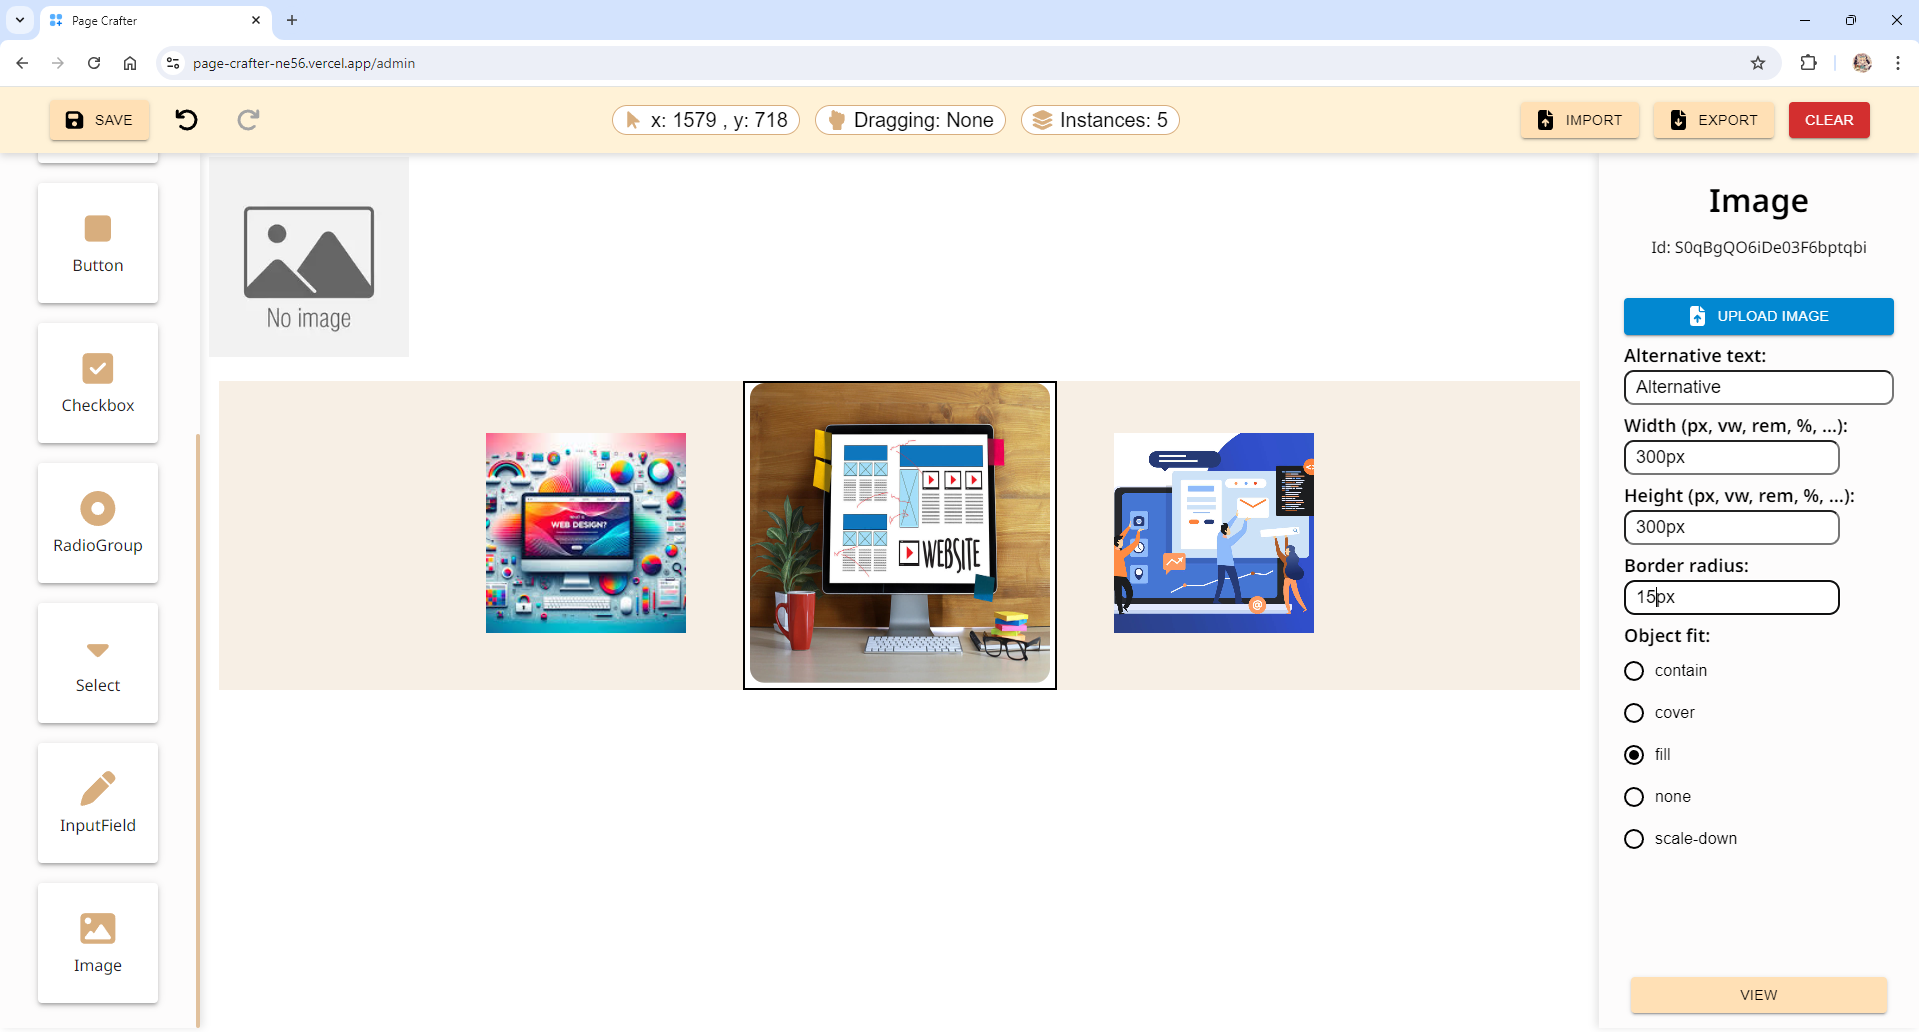 Page Crafter
page-crafter-ne56.vercel.app/admin
SAVE
x: 1579 , y: 718
Dragging: None
Instances: 5
IMPORT
EXPORT
CLEAR
Button
Checkbox
RadioGroup
Select
InputField
Image
No image
WEB DESIGN?
WEBSITE
Image
Id: S0qBgQO6iDe03F6bptqbi
UPLOAD IMAGE
Alternative text:
Alternative
Width (px, vw, rem, %, ...):
300px
Height (px, vw, rem, %, ...):
300px
Border radius:
15px
Object fit:
contain
cover
fill
none
scale-down
VIEW